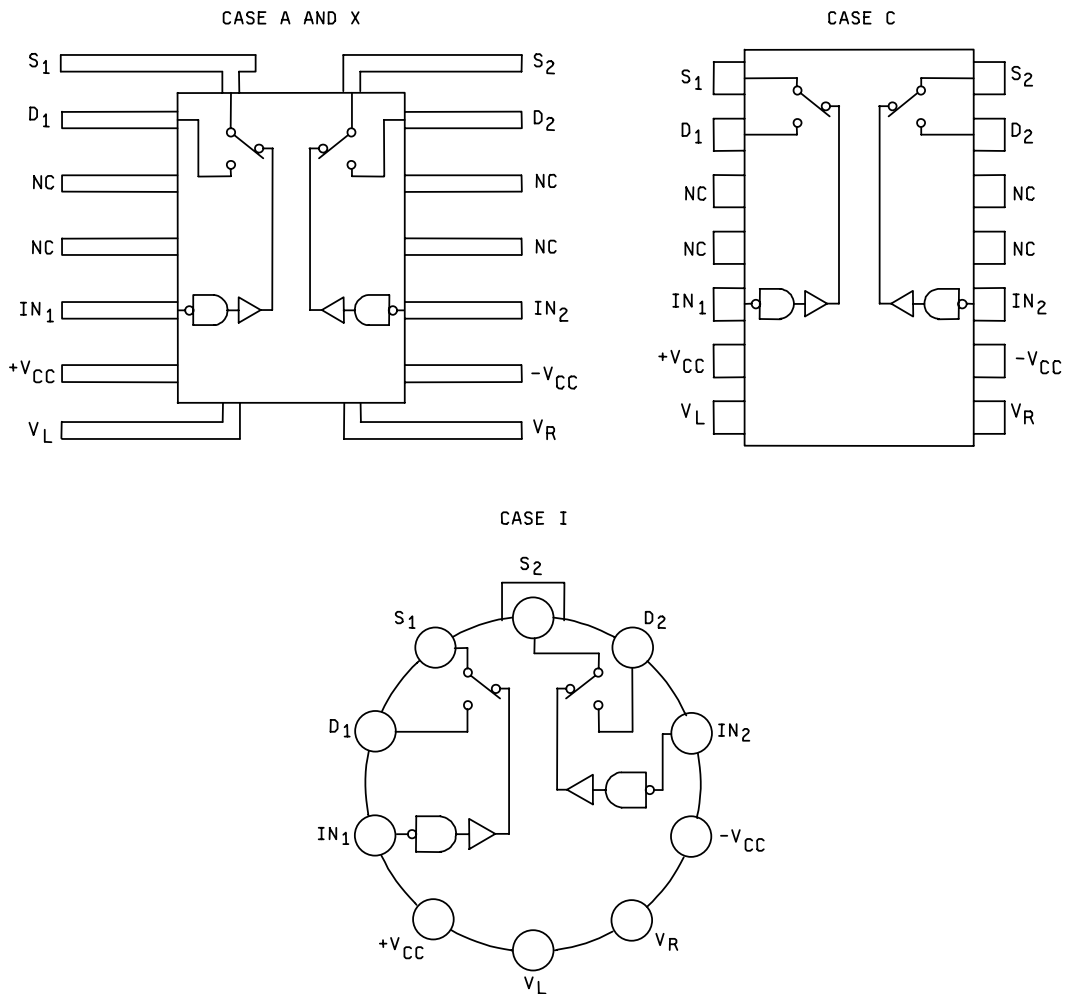 CASE A AND X
S1
S2
D1
D2
NC
NC
NC
NC
IN1
IN2
+VCC
-VCC
VL
VR
CASE C
S1
S2
D1
D2
NC
NC
NC
NC
IN1
IN2
+VCC
-VCC
VL
VR
CASE I
S2
S1
D2
D1
IN2
IN1
-VCC
+VCC
VR
VL